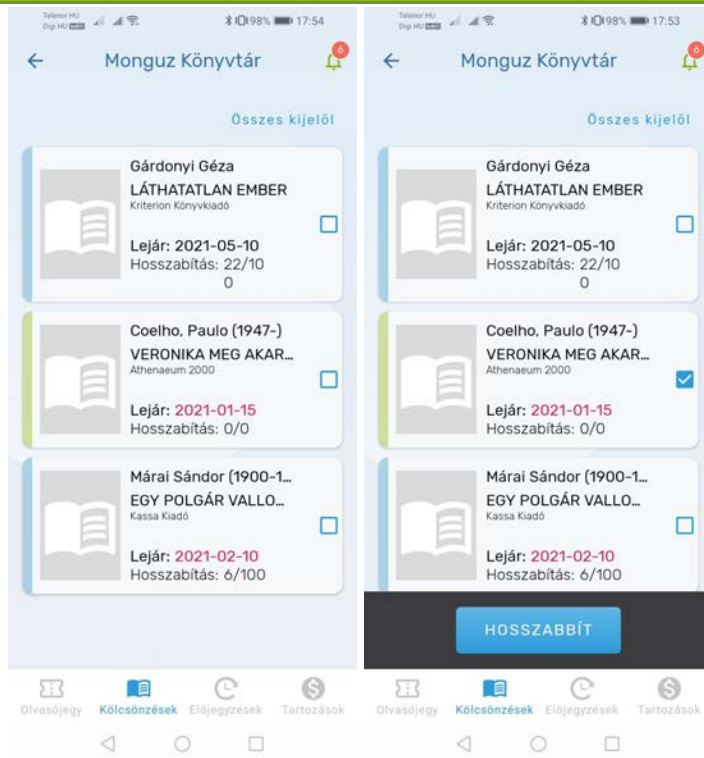 Telenor HU
Digi HU
98% 17:54
6
Monguz Könyvtár
Összes kijelöl
Gárdonyi Géza
LÁTHATATLAN EMBER
Kriterion Könyvkiadó
Lejár: 2021-05-10
Hosszabítás: 22/10
0
Coelho, Paulo (1947-)
VERONIKA MEG AKAR...
Athenaeum 2000
Lejár: 2021-01-15
Hosszabítás: 0/0
Márai Sándor (1900-1...
EGY POLGÁR VALLO...
Kassa Kiadó
Lejár: 2021-02-10
Hosszabítás: 6/100
Olvasójegy Kölcsönzések Előjegyzések Tartozások
Telenor HU
Digi HU
98% 17:53
6
Monguz Könyvtár
Összes kijelöl
Gárdonyi Géza
LÁTHATATLAN EMBER
Kriterion Könyvkiadó
Lejár: 2021-05-10
Hosszabítás: 22/10
0
Coelho, Paulo (1947-)
VERONIKA MEG AKAR...
Athenaeum 2000
Lejár: 2021-01-15
Hosszabítás: 0/0
Márai Sándor (1900-1...
EGY POLGÁR VALLO...
Kassa Kiadó
Lejár: 2021-02-10
Hosszabítás: 6/100
HOSSZABBÍT
Olvasójegy Kölcsönzések Előjegyzések Tartozások